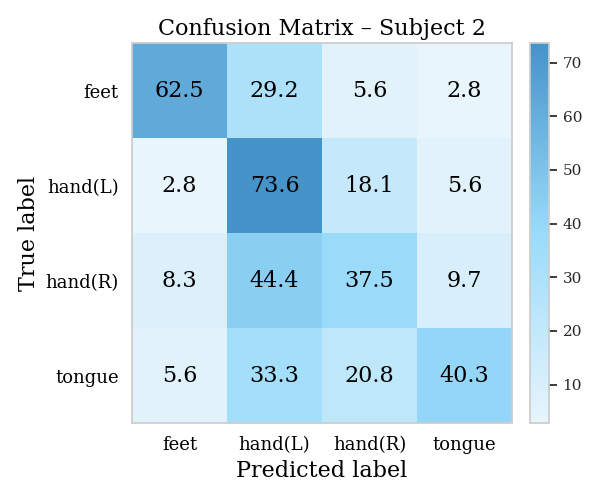 Confusion Matrix – Subject 2
True label
feet 62.5 29.2 5.6 2.8
hand(L) 2.8 73.6 18.1 5.6
hand(R) 8.3 44.4 37.5 9.7
tongue 5.6 33.3 20.8 40.3
feet hand(L) hand(R) tongue
Predicted label
70
60
50
40
30
20
10